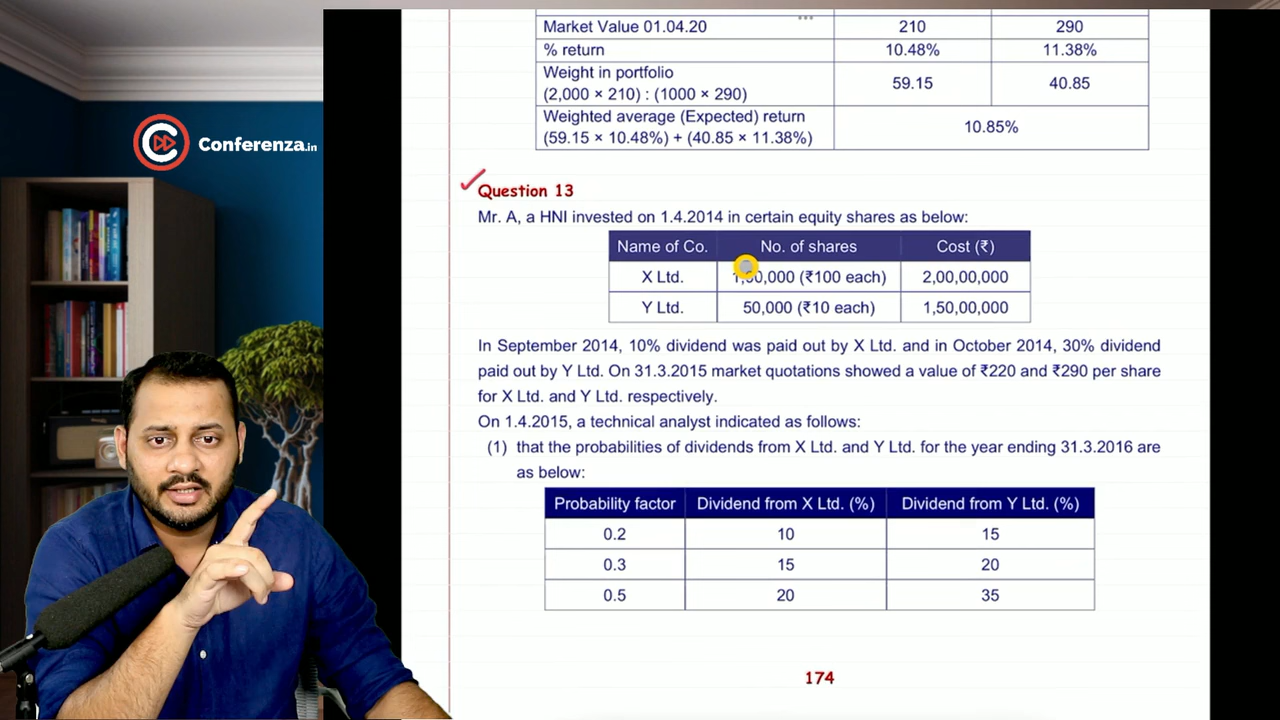 Conferenza.in
Market Value 01.04.20 210 290
% return 10.48% 11.38%
Weight in portfolio
(2,000 × 210) : (1000 × 290) 59.15 40.85
Weighted average (Expected) return
(59.15 × 10.48%) + (40.85 × 11.38%) 10.85%
Question 13
Mr. A, a HNI invested on 1.4.2014 in certain equity shares as below:
Name of Co. No. of shares Cost (₹)
X Ltd. (₹100 each) 2,00,00,000
Y Ltd. 50,000 (₹10 each) 1,50,00,000
In September 2014, 10% dividend was paid out by X Ltd. and in October 2014, 30% dividend
paid out by Y Ltd. On 31.3.2015 market quotations showed a value of ₹220 and ₹290 per share
for X Ltd. and Y Ltd. respectively.
On 1.4.2015, a technical analyst indicated as follows:
(1) that the probabilities of dividends from X Ltd. and Y Ltd. for the year ending 31.3.2016 are
as below:
Probability factor Dividend from X Ltd. (%) Dividend from Y Ltd. (%)
0.2 10 15
0.3 15 20
0.5 20 35
174